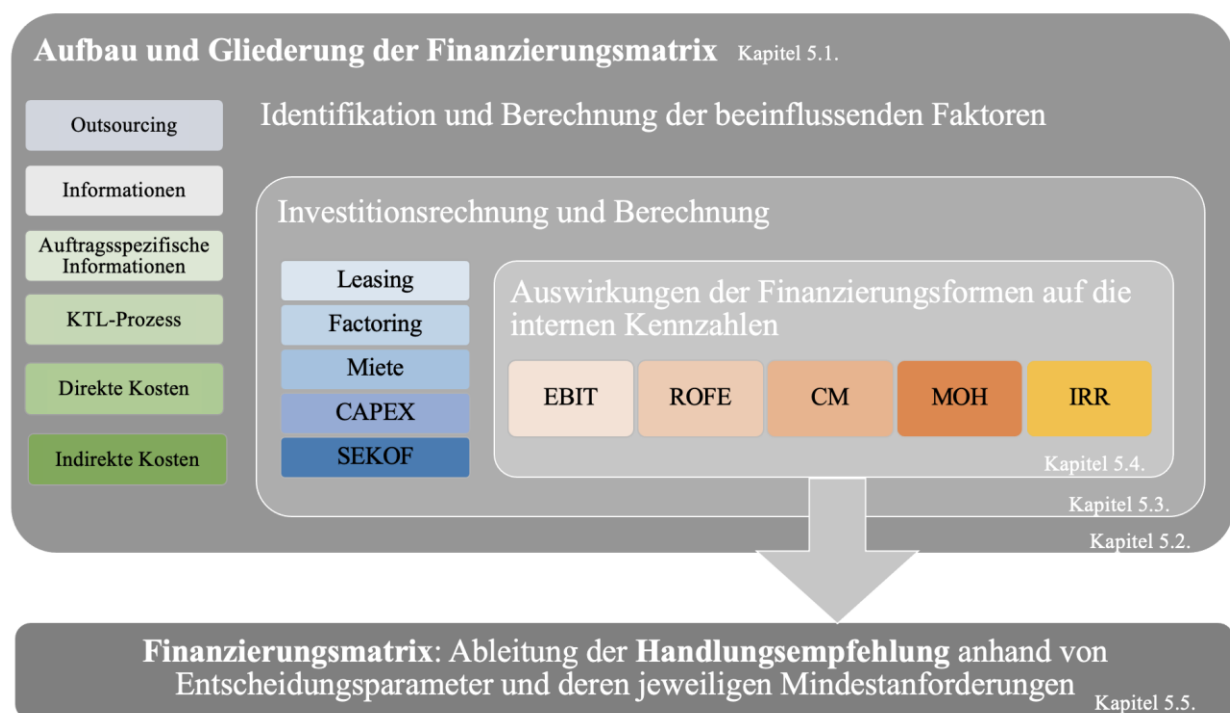 Aufbau und Gliederung der Finanzierungsmatrix Kapitel 5.1.
Identifikation und Berechnung der beeinflussenden Faktoren
Outsourcing
Informationen
Auftragsspezifische
Informationen
KTL-Prozess
Direkte Kosten
Indirekte Kosten
Investitionsrechnung und Berechnung
Leasing
Factoring
Miete
CAPEX
SEKOF
Auswirkungen der Finanzierungsformen auf die
internen Kennzahlen
EBIT ROFE CM MOH IRR
Kapitel 5.4.
Kapitel 5.3.
Kapitel 5.2.
Finanzierungsmatrix: Ableitung der Handlungsempfehlung anhand von
Entscheidungsparameter und deren jeweiligen Mindestanforderungen
Kapitel 5.5.